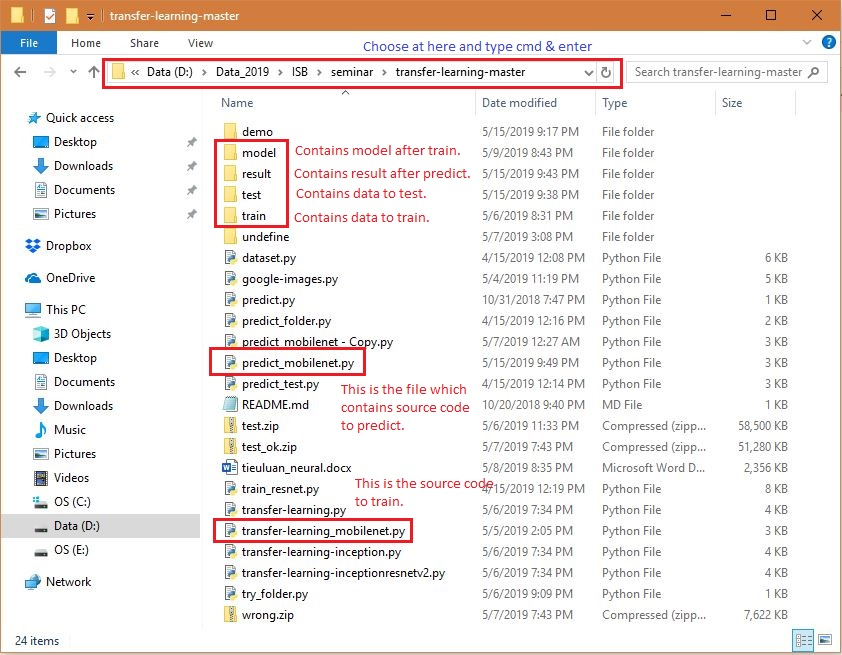 transfer-learning-master
File Home Share View
Choose at here and type cmd & enter
« Data (D:) › Data_2019 › ISB › seminar › transfer-learning-master
Search transfer-learning-master
Name Date modified Type Size
Quick access
Desktop
Downloads
Documents
Pictures
Dropbox
OneDrive
This PC
3D Objects
Desktop
Documents
Downloads
Music
Pictures
Videos
OS (C:)
Data (D:)
OS (E:)
Network
demo 5/15/2019 9:17 PM File folder
model Contains model after train. 5/9/2019 8:43 PM File folder
result Contains result after predict. 5/15/2019 9:43 PM File folder
test Contains data to test. 5/15/2019 9:38 PM File folder
train Contains data to train. 5/6/2019 8:31 PM File folder
undefine 5/7/2019 3:08 PM File folder
dataset.py 4/15/2019 12:08 PM Python File 6 KB
google-images.py 5/4/2019 11:19 PM Python File 5 KB
predict.py 10/31/2018 7:47 PM Python File 1 KB
predict_folder.py 4/15/2019 12:16 PM Python File 2 KB
predict_mobilenet - Copy.py 5/7/2019 12:27 AM Python File 3 KB
predict_mobilenet.py 5/15/2019 9:49 PM Python File 3 KB
predict_test.py 4/15/2019 12:14 PM Python File 3 KB
This is the file which
contains source code
to predict.
README.md 10/20/2018 9:40 PM MD File 1 KB
test.zip 5/6/2019 11:33 PM Compressed (zipp... 58,500 KB
test_ok.zip 5/7/2019 7:43 PM Compressed (zipp... 51,280 KB
tieuluan_neural.docx 5/8/2019 8:35 PM Microsoft Word D... 2,356 KB
This is the source code
to train.
train_resnet.py 4/15/2019 12:19 PM Python File 8 KB
transfer-learning.py 5/6/2019 7:34 PM Python File 4 KB
transfer-learning_mobilenet.py 5/5/2019 2:05 PM Python File 3 KB
transfer-learning-inception.py 5/6/2019 7:34 PM Python File 4 KB
transfer-learning-inceptionresnetv2.py 5/6/2019 7:34 PM Python File 4 KB
try_folder.py 5/6/2019 9:09 PM Python File 1 KB
wrong.zip 5/7/2019 7:43 PM Compressed (zipp... 7,622 KB
24 items